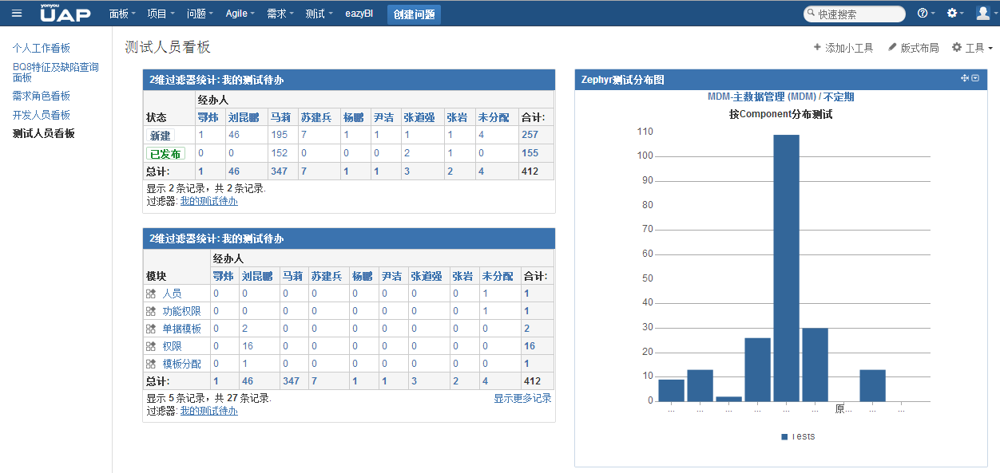 yonyou
UAP 面板 项目 问题 Agile 需求 测试 eazyBI 创建问题 快速搜索
个人工作看板
BQ8特征及缺陷查询
面板
需求角色看板
开发人员看板
测试人员看板
测试人员看板
添加小工具 版式布局 工具
2维过滤器统计: 我的测试待办
经办人
状态 鄂炜 刘昆鹏 马莉 苏建兵 杨鹏 尹洁 张道强 张岩 未分配 合计:
新建 1 46 195 7 1 1 1 1 4 257
已发布 0 0 152 0 0 0 2 1 0 155
总计: 1 46 347 7 1 1 3 2 4 412
显示 2 条记录，共 2 条记录.
过滤器: 我的测试待办
2维过滤器统计: 我的测试待办
经办人
模块 鄂炜 刘昆鹏 马莉 苏建兵 杨鹏 尹洁 张道强 张岩 未分配 合计:
人员 0 0 0 0 0 0 0 0 1 1
功能权限 0 0 0 0 0 0 0 0 1 1
单据模板 0 2 0 0 0 0 0 0 0 2
权限 0 16 0 0 0 0 0 0 0 16
模板分配 0 1 0 0 0 0 0 0 0 1
总计: 1 46 347 7 1 1 3 2 4 412
显示 5 条记录，共 27 条记录. 显示更多记录
过滤器: 我的测试待办
Zephyr测试分布图
MDM-主数据管理 (MDM) / 不定期
按Component分布测试
110
100
90
80
70
60
50
40
30
20
10
0
... ... ... ... ... ... 原... ... ...
Tests